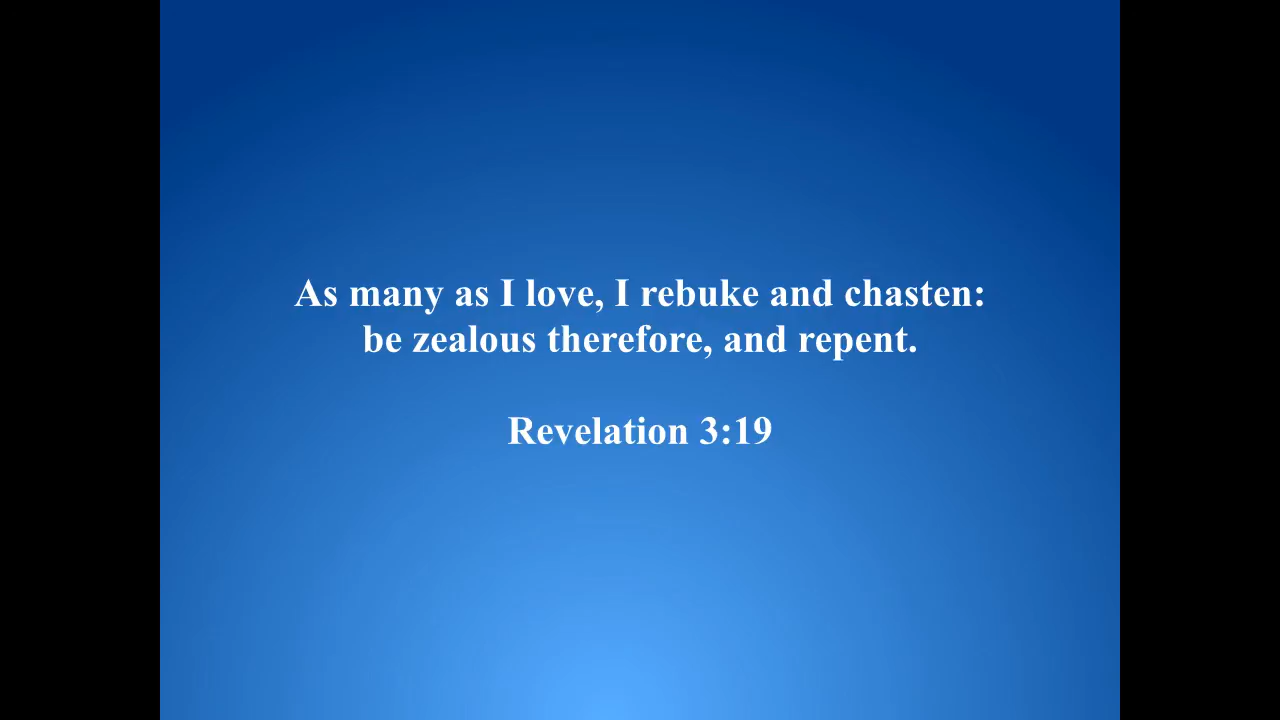 As many as I love, I rebuke and chasten:
be zealous therefore, and repent.
Revelation 3:19